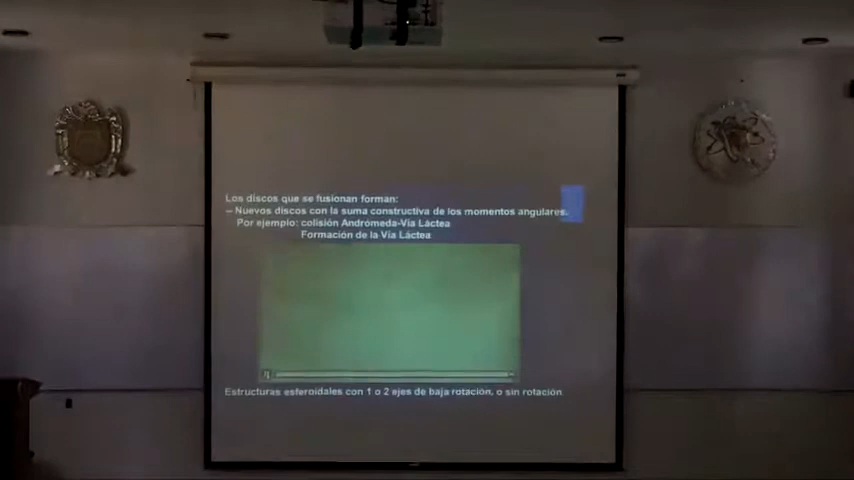 Los discos que se fusionan forman:
– Nuevos discos con la suma constructiva de los momentos angulares.
Por ejemplo: colisión Andrómeda-Vía Láctea
Formación de la Vía Láctea
Estructuras esferoidales con 1 o 2 ejes de baja rotación, o sin rotación